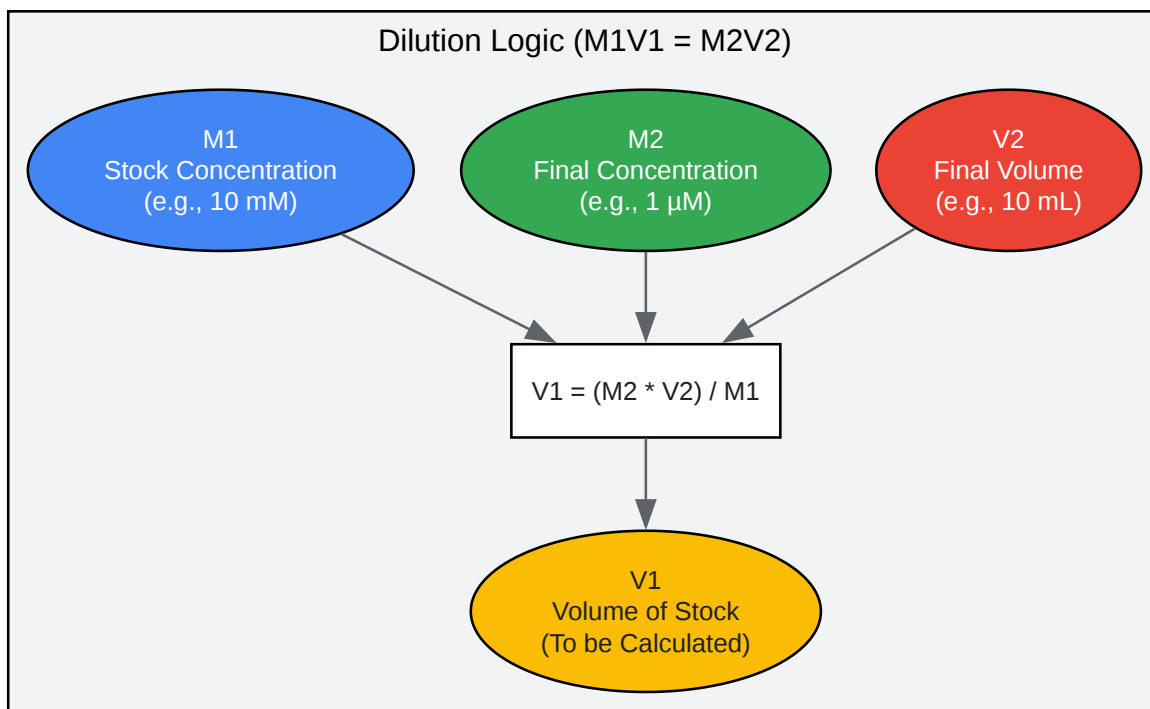 Dilution Logic (M1V1 = M2V2)
M1
Stock Concentration
(e.g., 10 mM)
M2
Final Concentration
(e.g., 1 µM)
V2
Final Volume
(e.g., 10 mL)
V1 = (M2 * V2) / M1
V1
Volume of Stock
(To be Calculated)